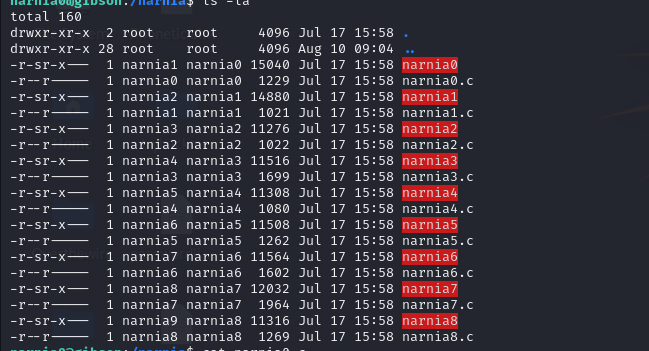 narnia0@gibson:/narnia$ ls -la
total 160
drwxr-xr-x  2 root    root     4096 Jul 17 15:58 .
drwxr-xr-x 28 root    root     4096 Aug 10 09:04 ..
-r-sr-x---  1 narnia1 narnia0 15040 Jul 17 15:58 narnia0
-r--r-----  1 narnia0 narnia0  1229 Jul 17 15:58 narnia0.c
-r-sr-x---  1 narnia2 narnia1 14880 Jul 17 15:58 narnia1
-r--r-----  1 narnia1 narnia1  1021 Jul 17 15:58 narnia1.c
-r-sr-x---  1 narnia3 narnia2 11276 Jul 17 15:58 narnia2
-r--r-----  1 narnia2 narnia2  1022 Jul 17 15:58 narnia2.c
-r-sr-x---  1 narnia4 narnia3 11516 Jul 17 15:58 narnia3
-r--r-----  1 narnia3 narnia3  1699 Jul 17 15:58 narnia3.c
-r-sr-x---  1 narnia5 narnia4 11308 Jul 17 15:58 narnia4
-r--r-----  1 narnia4 narnia4  1080 Jul 17 15:58 narnia4.c
-r-sr-x---  1 narnia6 narnia5 11508 Jul 17 15:58 narnia5
-r--r-----  1 narnia5 narnia5  1262 Jul 17 15:58 narnia5.c
-r-sr-x---  1 narnia7 narnia6 11564 Jul 17 15:58 narnia6
-r--r-----  1 narnia6 narnia6  1602 Jul 17 15:58 narnia6.c
-r-sr-x---  1 narnia8 narnia7 12032 Jul 17 15:58 narnia7
-r--r-----  1 narnia7 narnia7  1964 Jul 17 15:58 narnia7.c
-r-sr-x---  1 narnia9 narnia8 11316 Jul 17 15:58 narnia8
-r--r-----  1 narnia8 narnia8  1269 Jul 17 15:58 narnia8.c